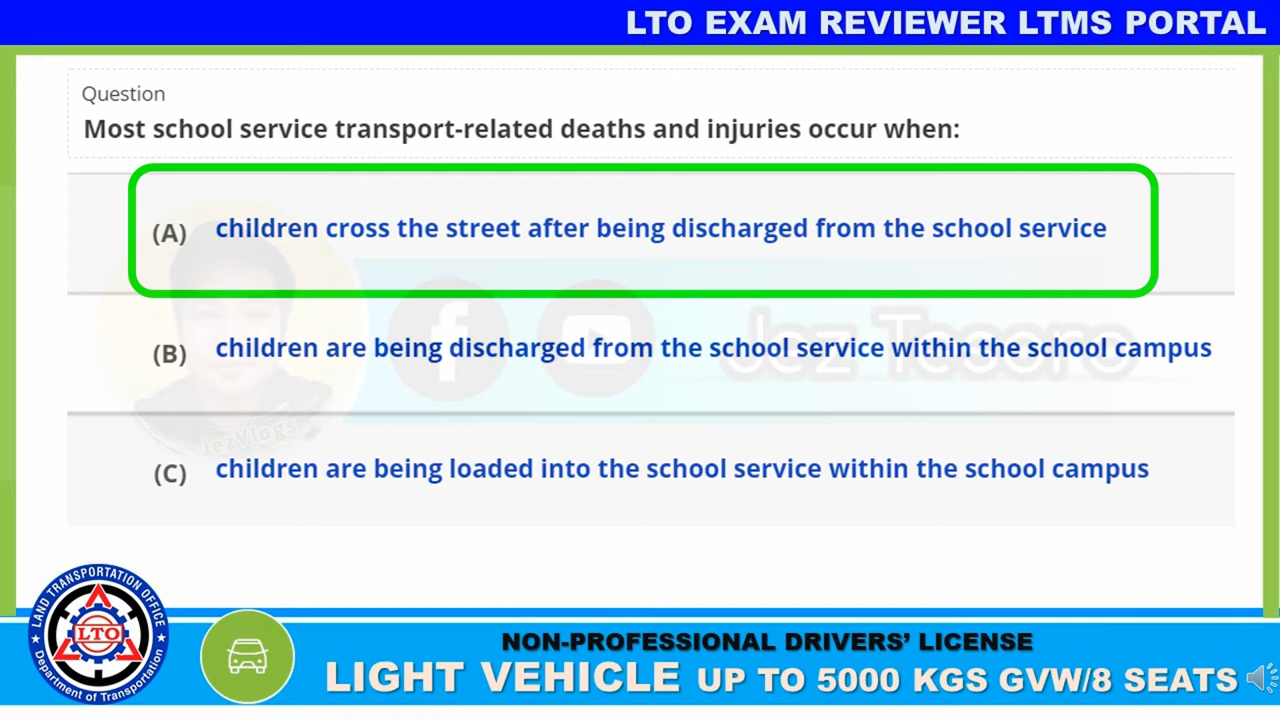 LTO EXAM REVIEWER LTMS PORTAL
Question
Most school service transport-related deaths and injuries occur when:
(A) children cross the street after being discharged from the school service
(B) children are being discharged from the school service within the school campus
Jez Tesoro
JezVlogs
(C) children are being loaded into the school service within the school campus
LAND TRANSPORTATION OFFICE
LTO
Department of Transportation
NON-PROFESSIONAL DRIVERS' LICENSE
LIGHT VEHICLE UP TO 5000 KGS GVW/8 SEATS